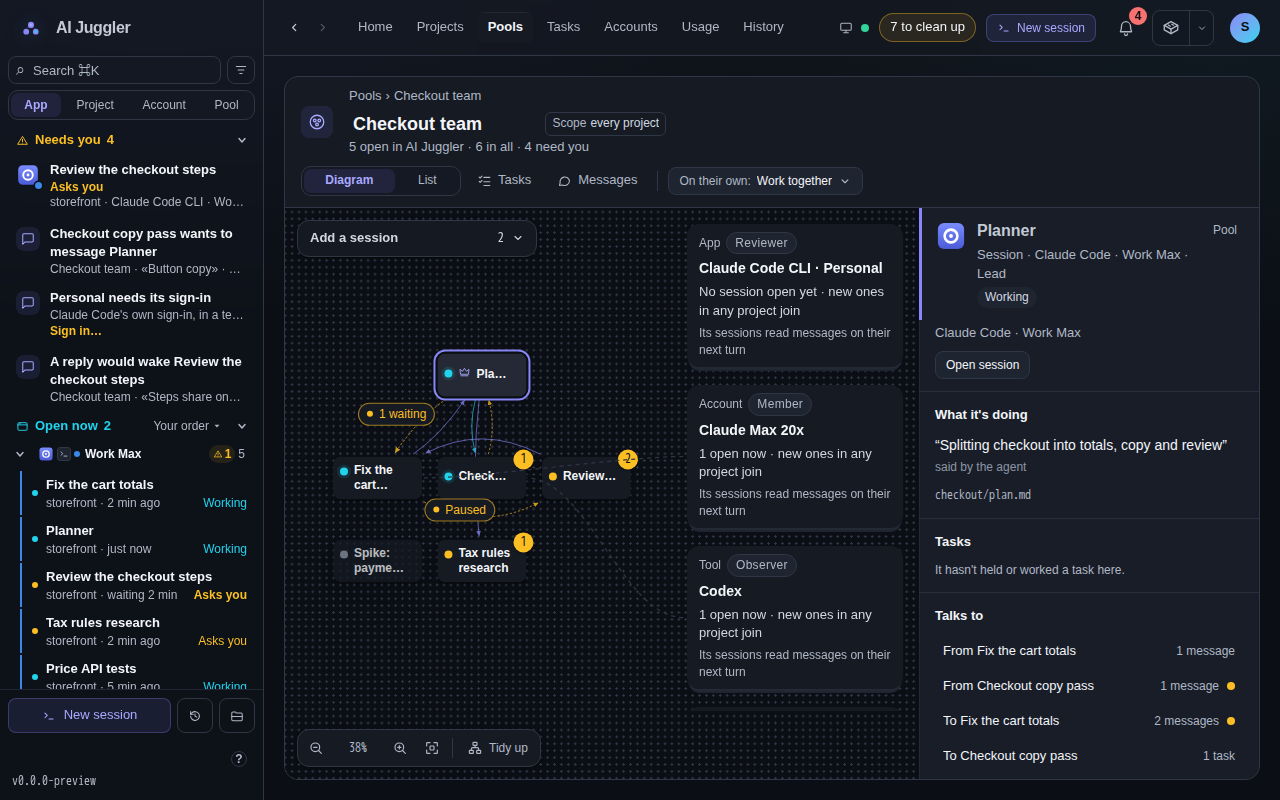 AI Juggler
Search ⌘K
App
Project
Account
Pool
Needs you 4
Review the checkout steps
Asks you
storefront · Claude Code CLI · Wo…
Checkout copy pass wants to
message Planner
Checkout team · «Button copy» · …
Personal needs its sign-in
Claude Code's own sign-in, in a te…
Sign in…
A reply would wake Review the
checkout steps
Checkout team · «Steps share on…
Open now 2
Your order
Work Max
1
5
Fix the cart totals
storefront · 2 min ago
Working
Planner
storefront · just now
Working
Review the checkout steps
storefront · waiting 2 min
Asks you
Tax rules research
storefront · 2 min ago
Asks you
Price API tests
storefront · 5 min ago
Working
New session
?
v0.0.0-preview
Home
Projects
Pools
Tasks
Accounts
Usage
History
7 to clean up
New session
4
S
Pools › Checkout team
Checkout team
Scope every project
5 open in AI Juggler · 6 in all · 4 need you
Diagram
List
Tasks
Messages
On their own: Work together
Add a session
2
Pla…
1 waiting
Fix the
cart…
Check…
1
Review…
2
Paused
Spike:
payme…
Tax rules
research
1
App
Reviewer
Claude Code CLI · Personal
No session open yet · new ones
in any project join
Its sessions read messages on their
next turn
Account
Member
Claude Max 20x
1 open now · new ones in any
project join
Its sessions read messages on their
next turn
Tool
Observer
Codex
1 open now · new ones in any
project join
Its sessions read messages on their
next turn
38%
Tidy up
Planner
Pool
Session · Claude Code · Work Max ·
Lead
Working
Claude Code · Work Max
Open session
What it's doing
“Splitting checkout into totals, copy and review”
said by the agent
checkout/plan.md
Tasks
It hasn't held or worked a task here.
Talks to
From Fix the cart totals
1 message
From Checkout copy pass
1 message
To Fix the cart totals
2 messages
To Checkout copy pass
1 task